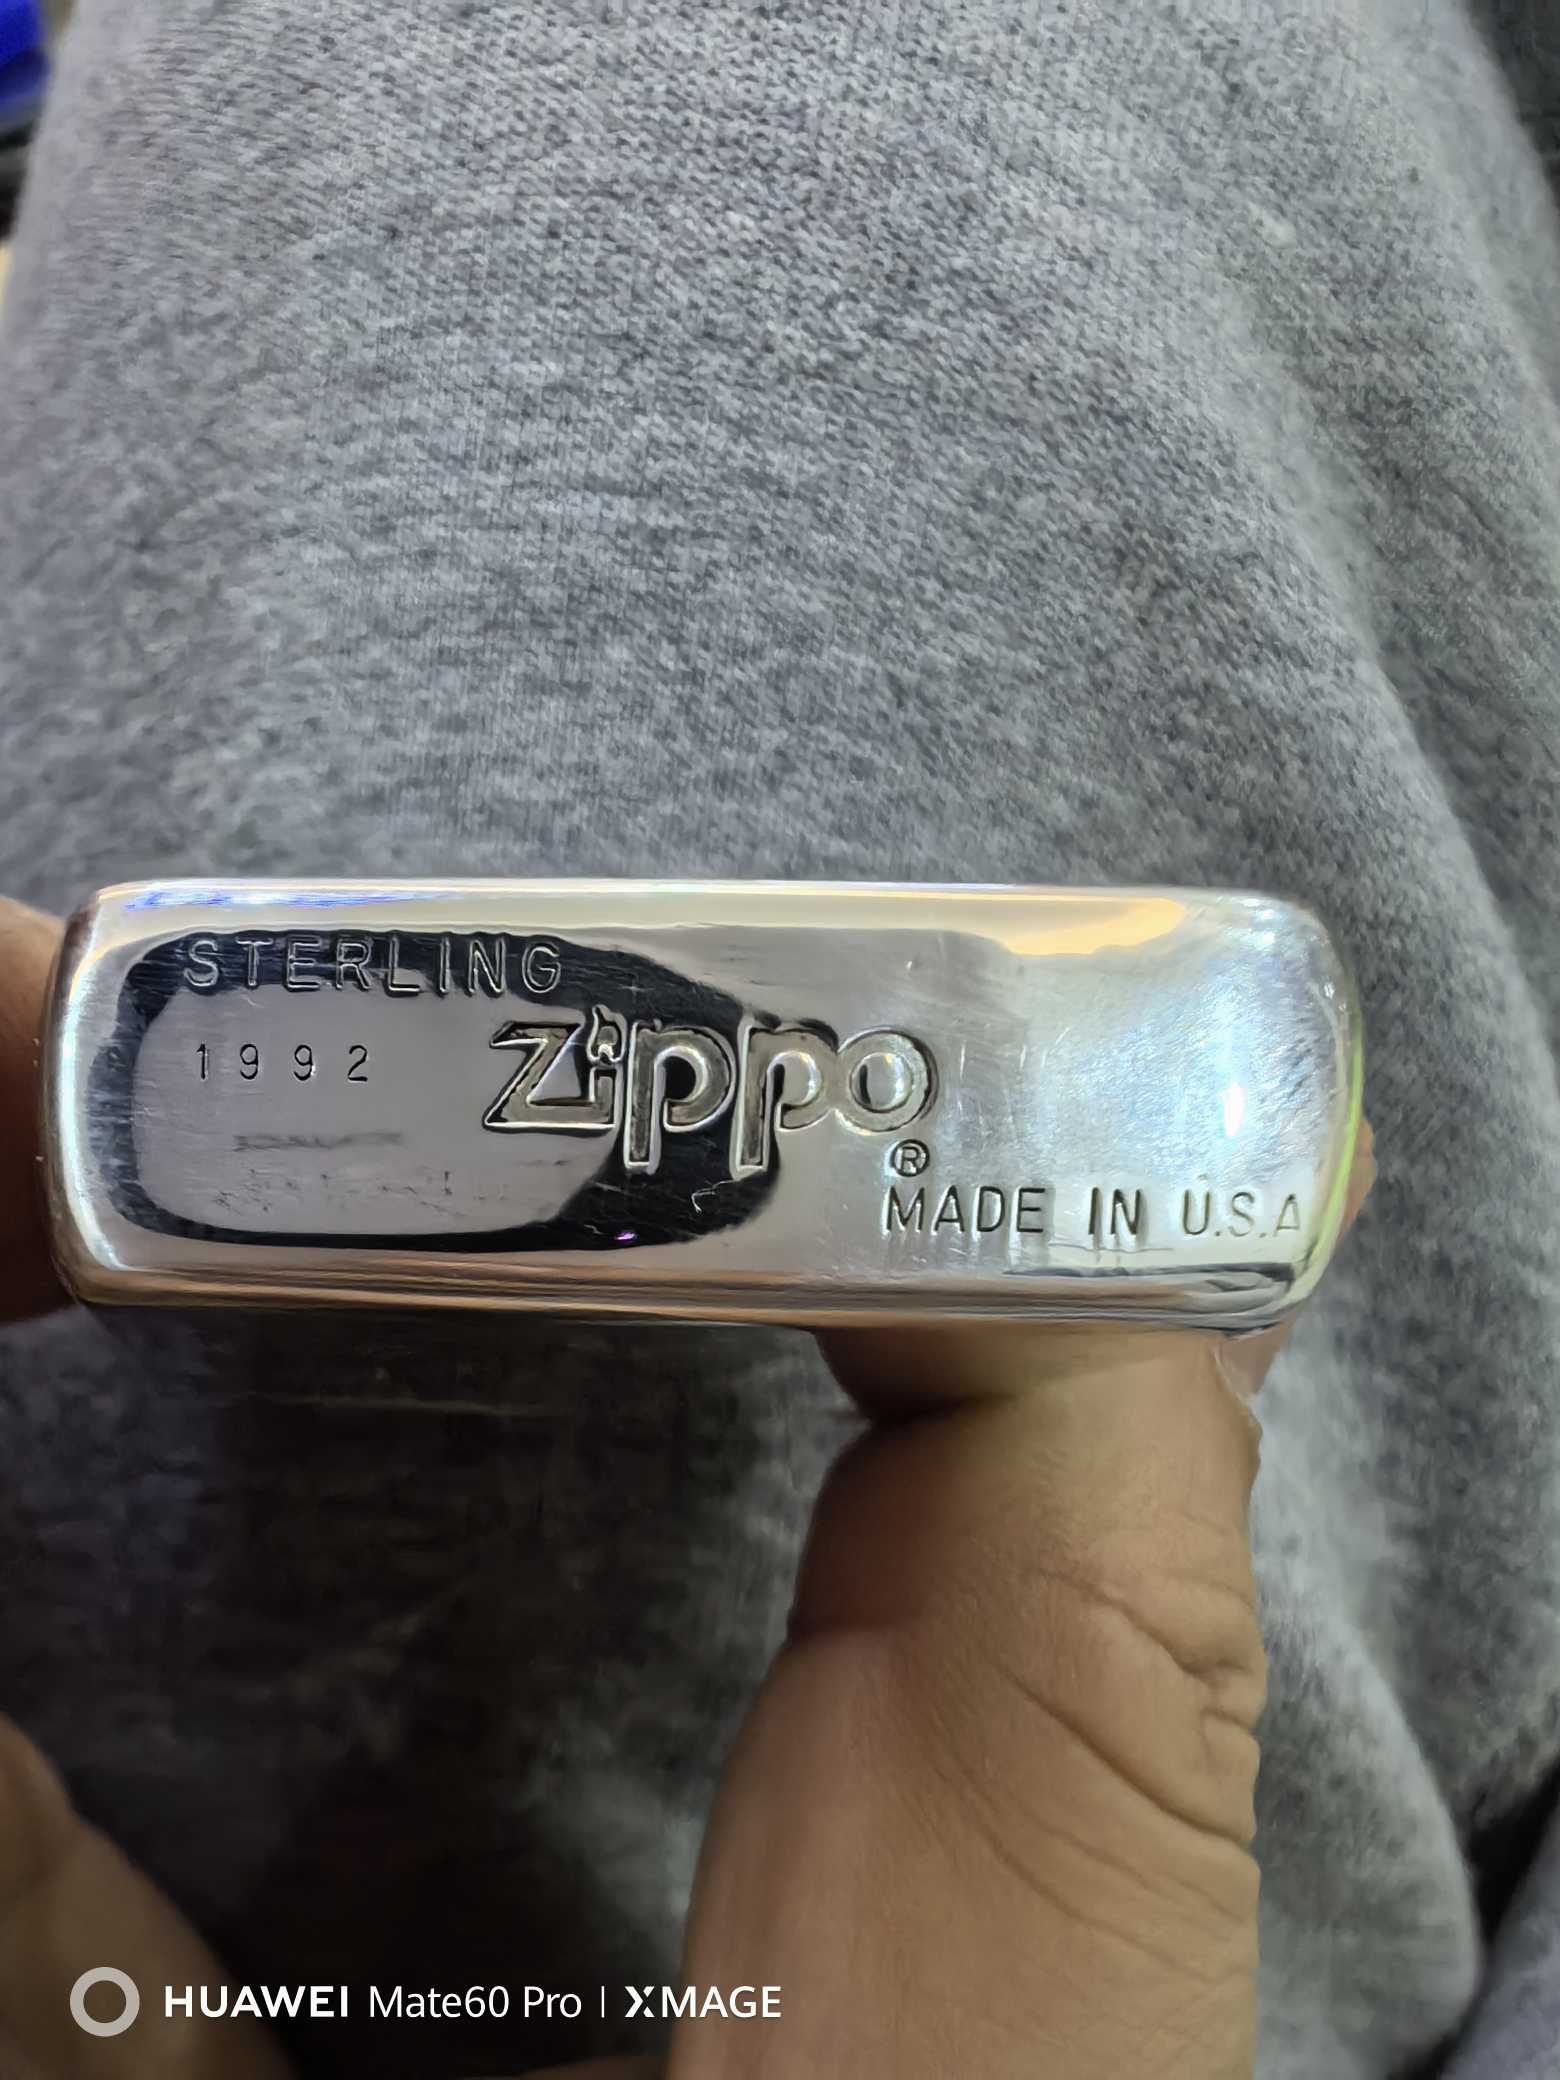 STERLING
1992
Zippo
®
MADE IN U.S.A
HUAWEI Mate60 Pro | XMAGE